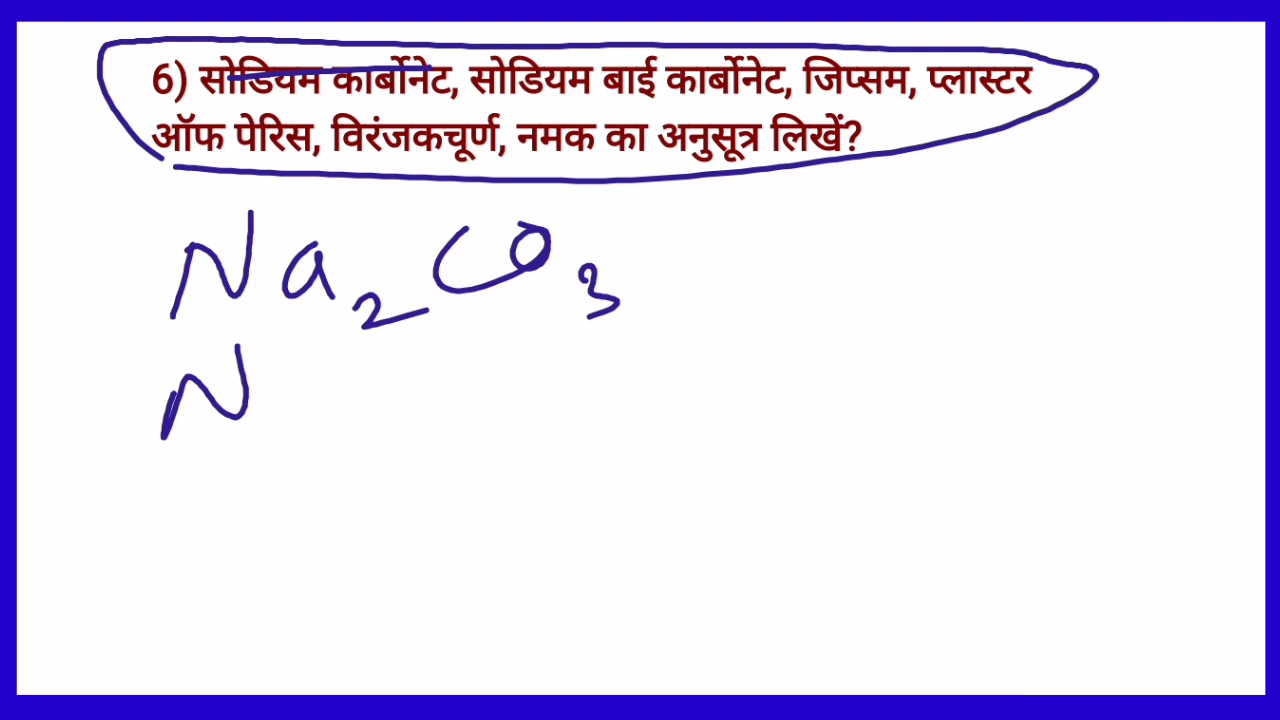 6) सोडियम कार्बोनेट, सोडियम बाई कार्बोनेट, जिप्सम, प्लास्टर
ऑफ पेरिस, विरंजकचूर्ण, नमक का अनुसूत्र लिखें?
Na₂CO₃
N